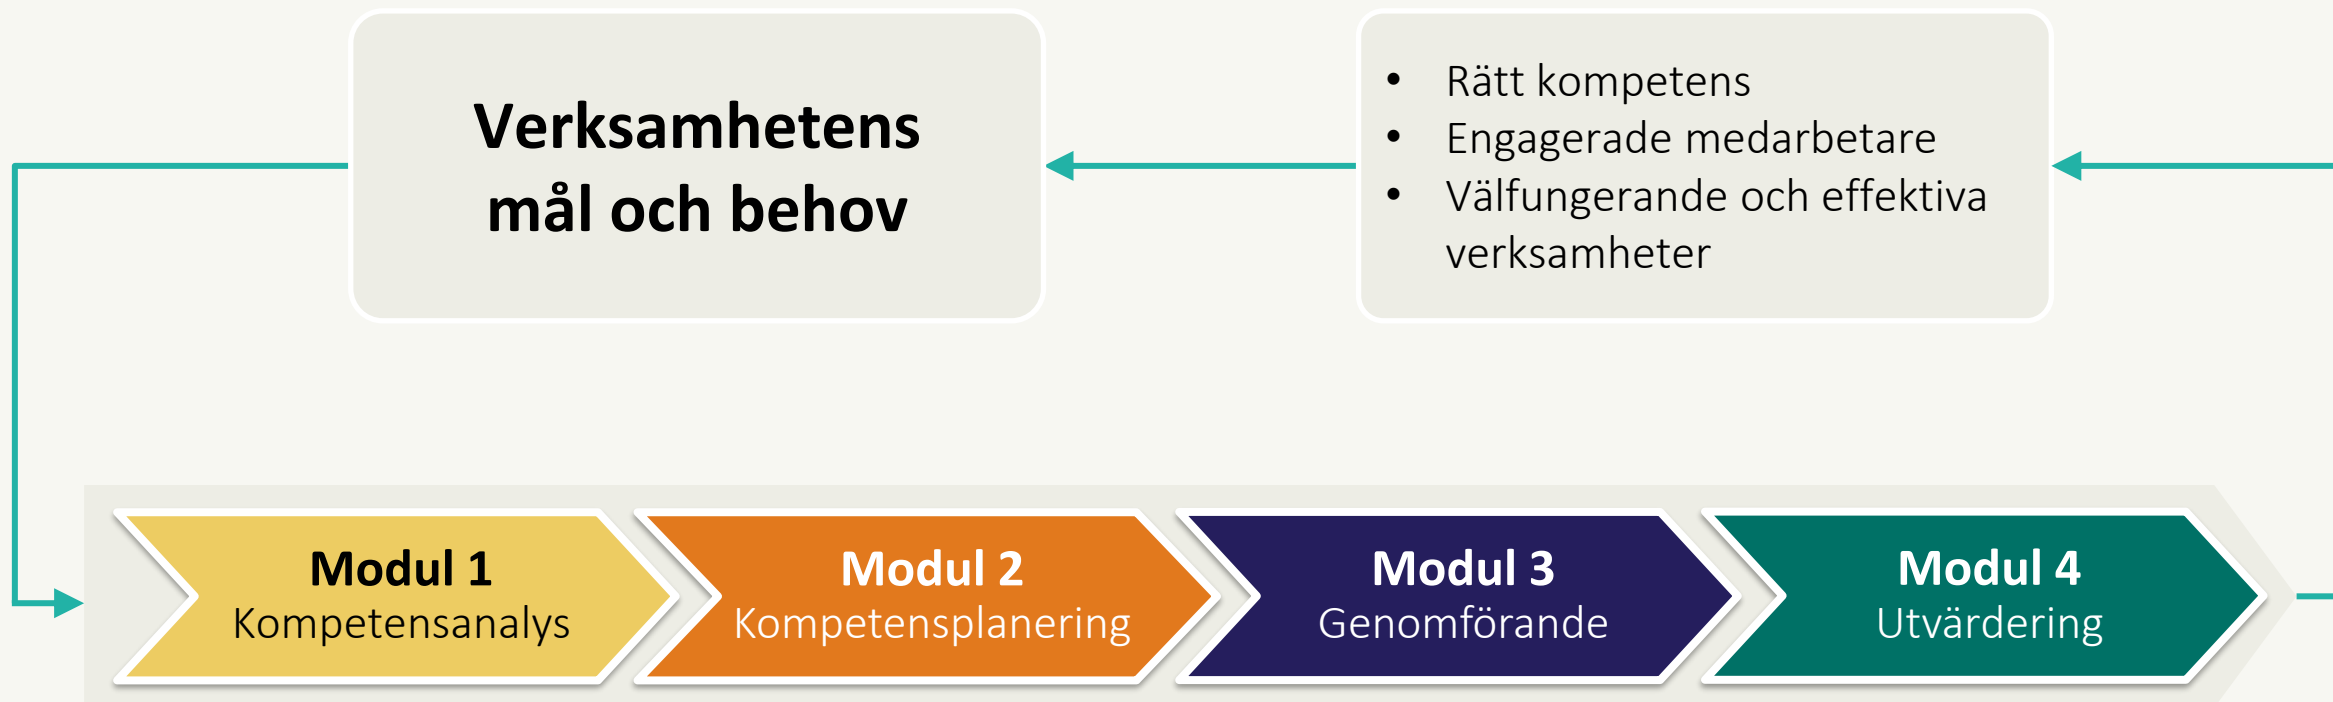 Verksamhetens
mål och behov
• Rätt kompetens
• Engagerade medarbetare
• Välfungerande och effektiva
verksamheter
Modul 1
Kompetensanalys
Modul 2
Kompetensplanering
Modul 3
Genomförande
Modul 4
Utvärdering